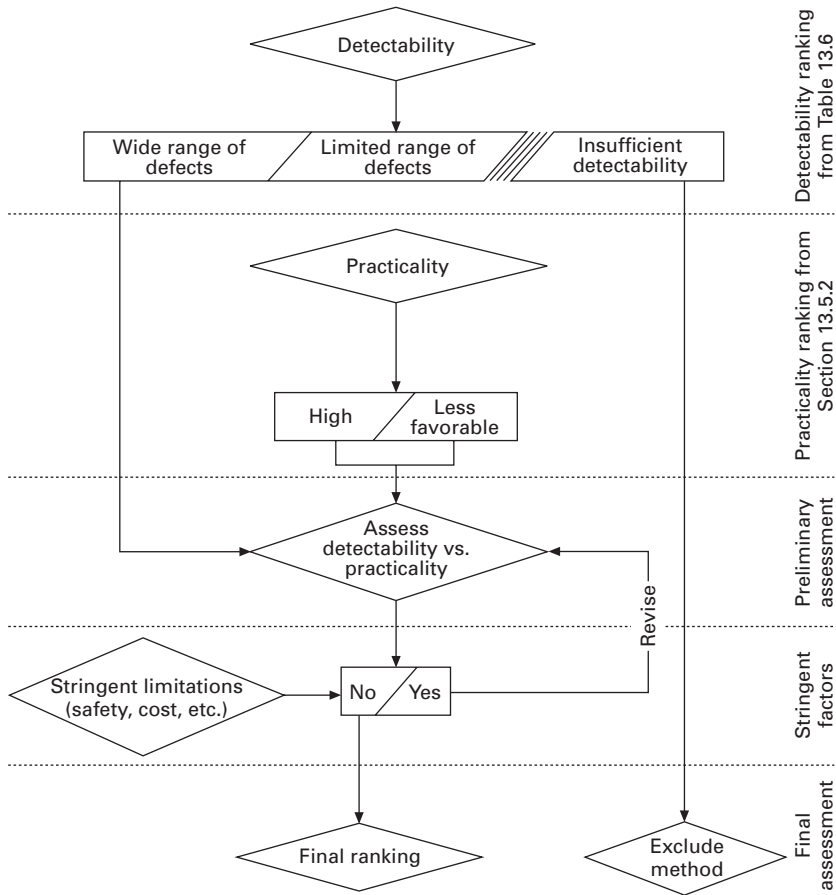 Detectability
Wide range of
defects
Limited range of
defects
Insufficient
detectability
Detectability ranking
from Table 13.6
Practicality
High
Less
favorable
Practicality ranking from
Section 13.5.2
Assess
detectability vs.
practicality
Revise
Preliminary
assessment
Stringent limitations
(safety, cost, etc.)
No
Yes
Stringent
factors
Final ranking
Exclude
method
Final
assessment